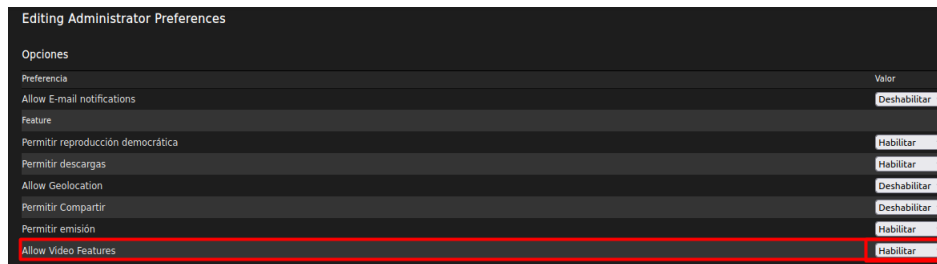 Editing Administrator Preferences
Opciones
Preferencia Valor
Allow E-mail notifications Deshabilitar
Feature
Permitir reproducción democrática Habilitar
Permitir descargas Habilitar
Allow Geolocation Deshabilitar
Permitir Compartir Deshabilitar
Permitir emisión Habilitar
Allow Video Features Habilitar